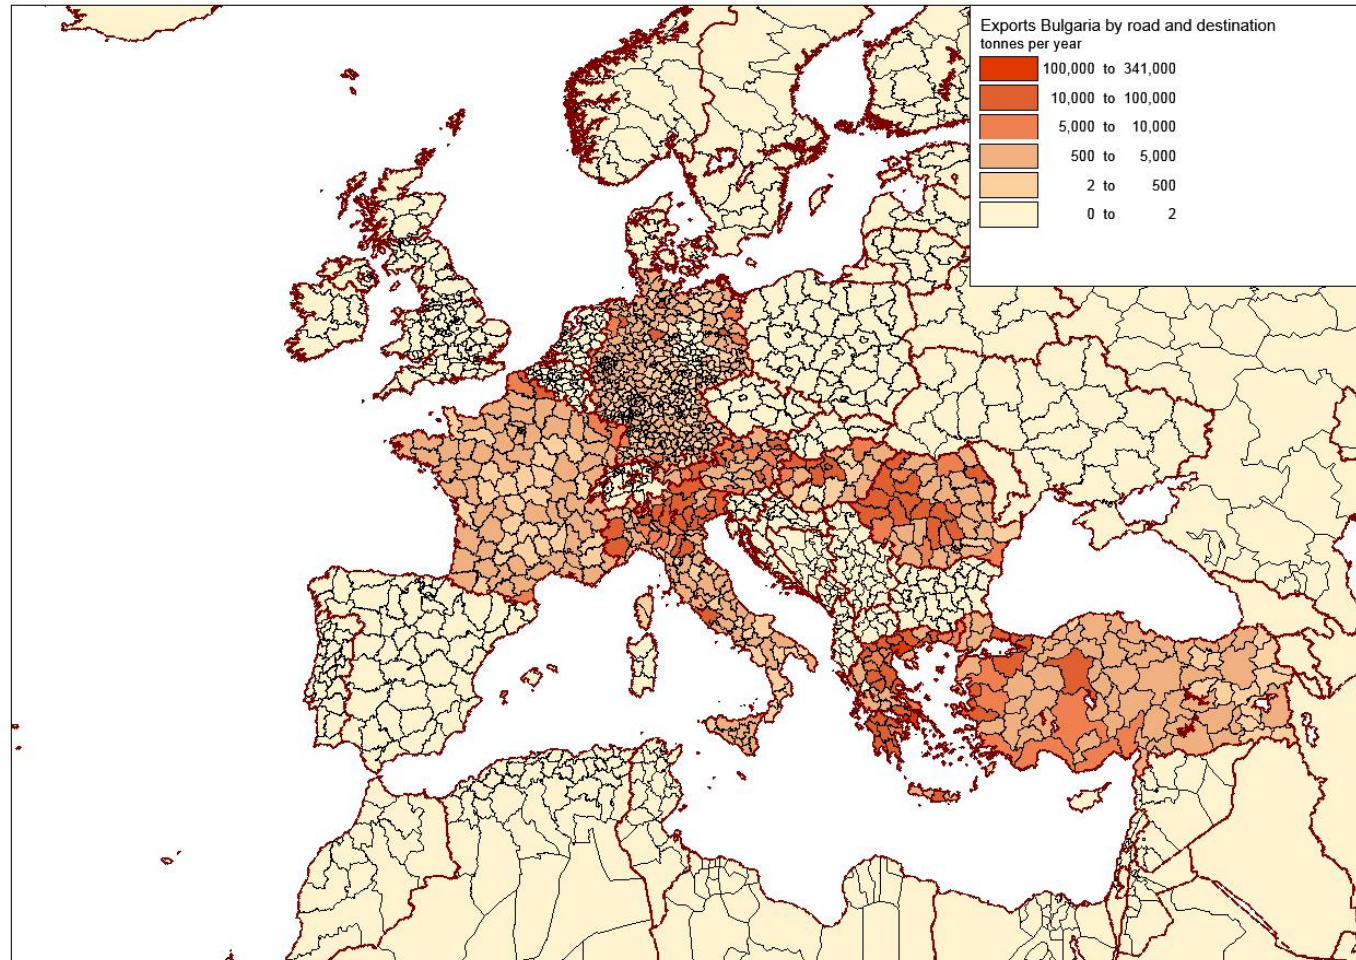 Exports Bulgaria by road and destination
tonnes per year
100,000 to 341,000
10,000 to 100,000
5,000 to 10,000
500 to 5,000
2 to 500
0 to 2